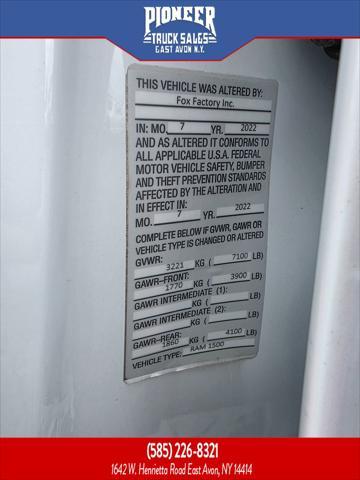 PIONEER
TRUCK SALES
EAST AVON N.Y.
THIS VEHICLE WAS ALTERED BY:
Fox Factory Inc.
IN: MO. 7 YR. 2022
AND AS ALTERED IT CONFORMS TO
ALL APPLICABLE U.S.A. FEDERAL
MOTOR VEHICLE SAFETY, BUMPER
AND THEFT PREVENTION STANDARDS
AFFECTED BY THE ALTERATION AND
IN EFFECT IN:
MO. 7 YR. 2022
COMPLETE BELOW IF GVWR, GAWR OR
VEHICLE TYPE IS CHANGED OR ALTERED
GVWR:
3221 KG ( 7100 LB)
GAWR-FRONT:
1770 KG ( 3900 LB)
GAWR INTERMEDIATE (1):
KG ( LB)
GAWR INTERMEDIATE (2):
KG ( LB)
GAWR-REAR:
1860 KG ( 4100 LB)
VEHICLE TYPE: RAM 1500
(585) 226-8321
1642 W. Henrietta Road East Avon, NY 14414